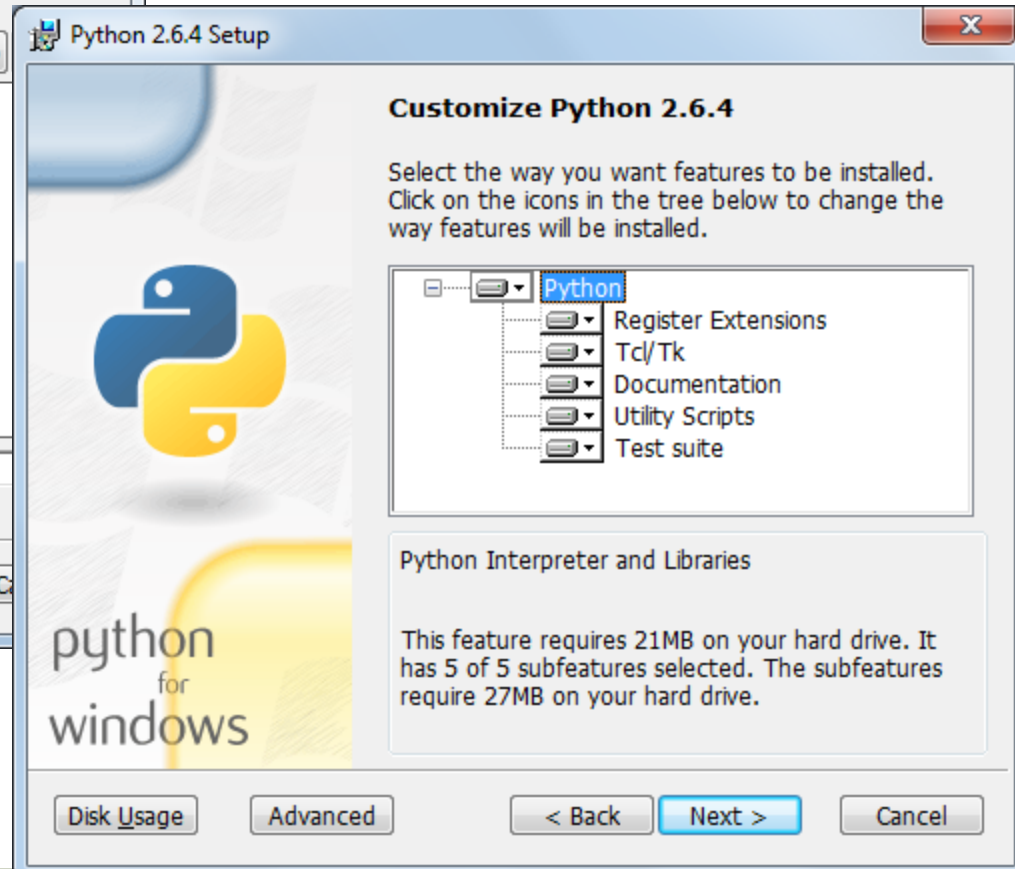 Python 2.6.4 Setup
Customize Python 2.6.4
Select the way you want features to be installed.
Click on the icons in the tree below to change the
way features will be installed.
Python
Register Extensions
Tcl/Tk
Documentation
Utility Scripts
Test suite
Python Interpreter and Libraries
This feature requires 21MB on your hard drive. It
has 5 of 5 subfeatures selected. The subfeatures
require 27MB on your hard drive.
python
for
windows
Disk Usage
Advanced
< Back
Next >
Cancel